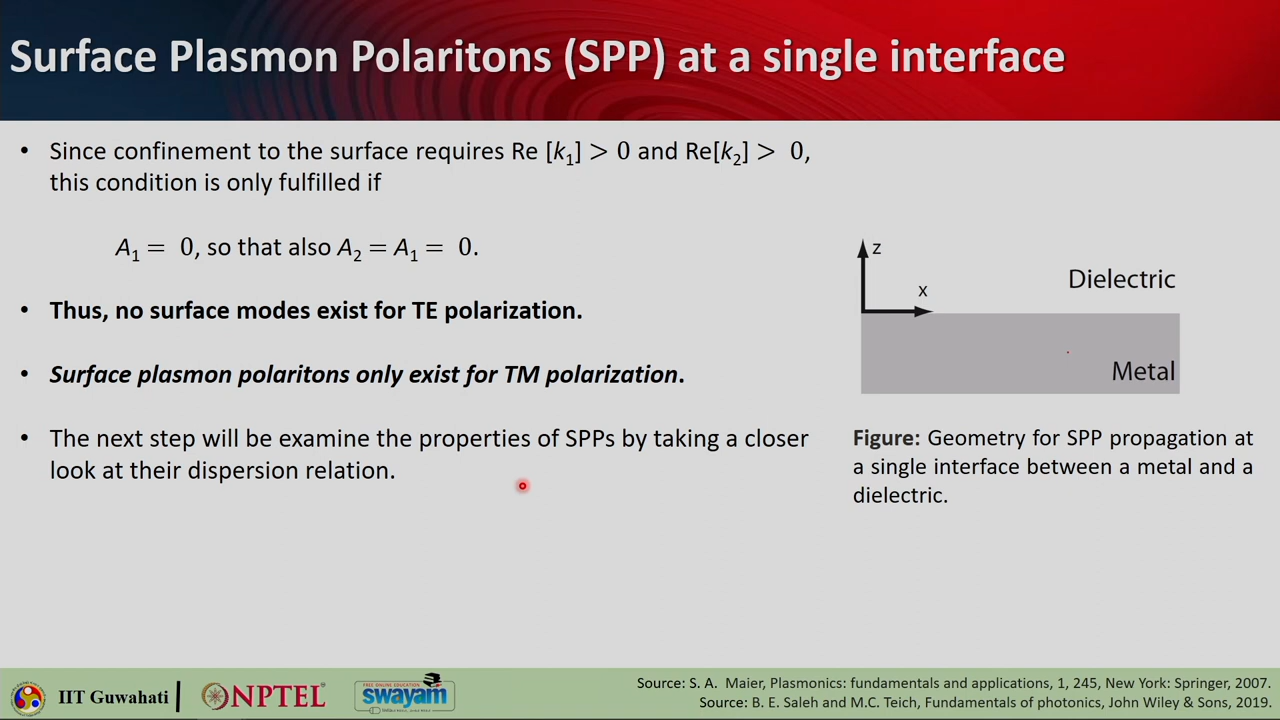 Surface Plasmon Polaritons (SPP) at a single interface
• Since confinement to the surface requires Re [k₁] > 0 and Re[k₂] > 0,
this condition is only fulfilled if
A₁ = 0, so that also A₂ = A₁ = 0.
• Thus, no surface modes exist for TE polarization.
• Surface plasmon polaritons only exist for TM polarization.
• The next step will be examine the properties of SPPs by taking a closer
look at their dispersion relation.
z
x
Dielectric
Metal
Figure: Geometry for SPP propagation at
a single interface between a metal and a
dielectric.
IIT Guwahati
NPTEL
FREE ONLINE EDUCATION
swayam
Source: S. A. Maier, Plasmonics: fundamentals and applications, 1, 245, New York: Springer, 2007.
Source: B. E. Saleh and M.C. Teich, Fundamentals of photonics, John Wiley & Sons, 2019.